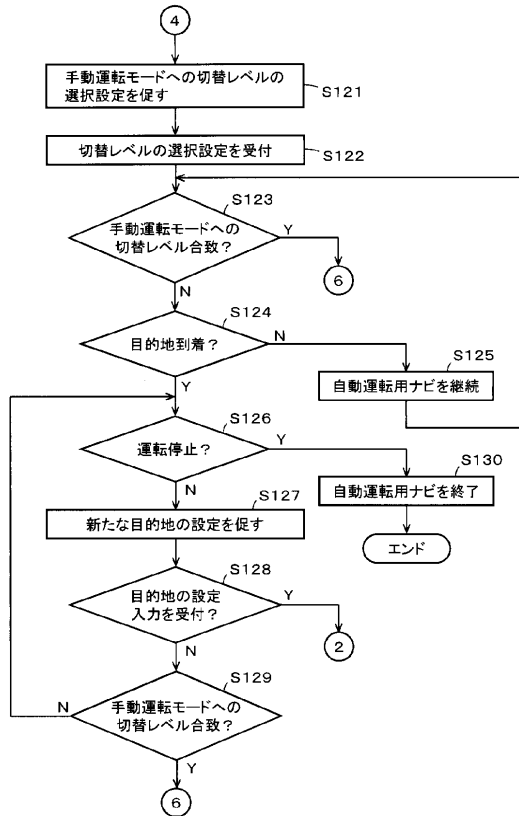 4
手動運転モードへの切替レベルの
選択設定を促す
S121
切替レベルの選択設定を受付
S122
S123
手動運転モードへの
切替レベル合致?
Y
6
N
S124
目的地到着?
N
S125
自動運転用ナビを継続
Y
S126
運転停止?
Y
S130
自動運転用ナビを終了
エンド
N
S127
新たな目的地の設定を促す
S128
目的地の設定
入力を受付?
Y
2
N
S129
手動運転モードへの
切替レベル合致?
N
Y
6